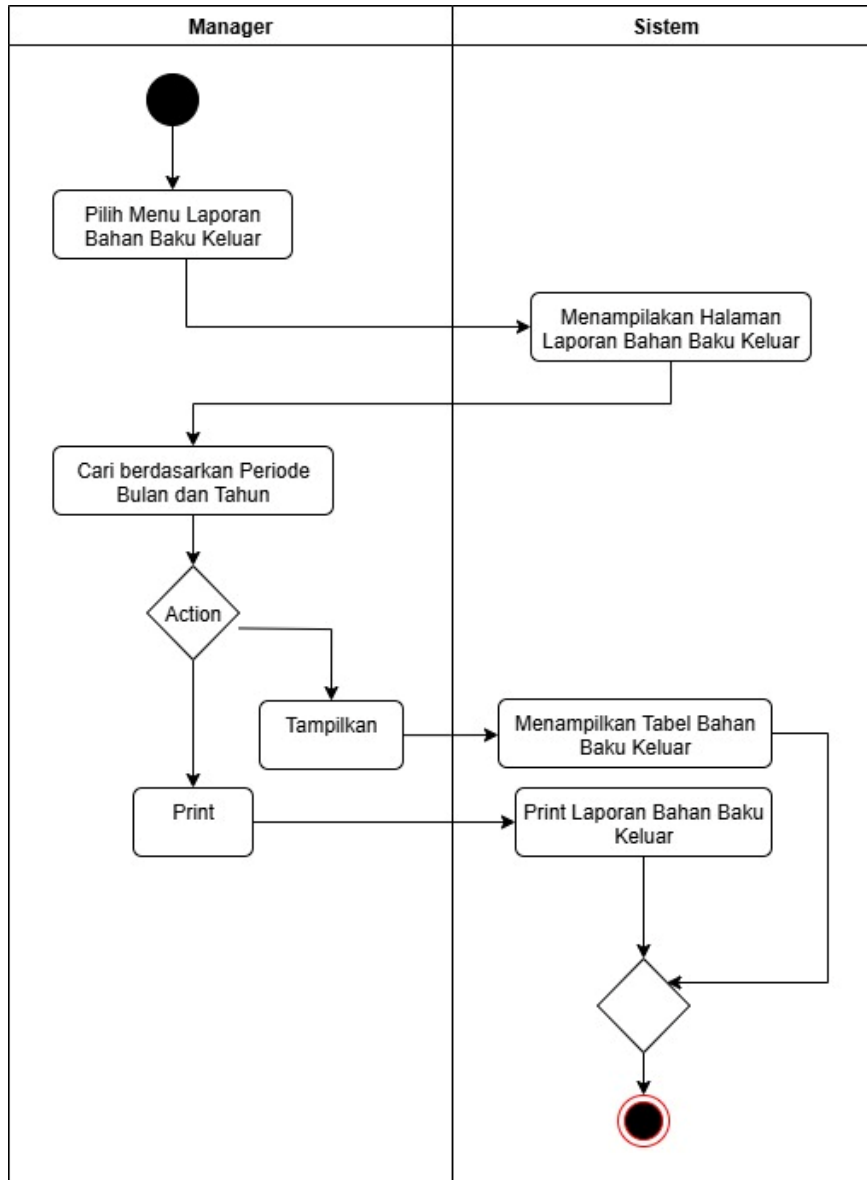 Manager
Sistem
Pilih Menu Laporan
Bahan Baku Keluar
Menampilakan Halaman
Laporan Bahan Baku Keluar
Cari berdasarkan Periode
Bulan dan Tahun
Action
Tampilkan
Menampilkan Tabel Bahan
Baku Keluar
Print
Print Laporan Bahan Baku
Keluar